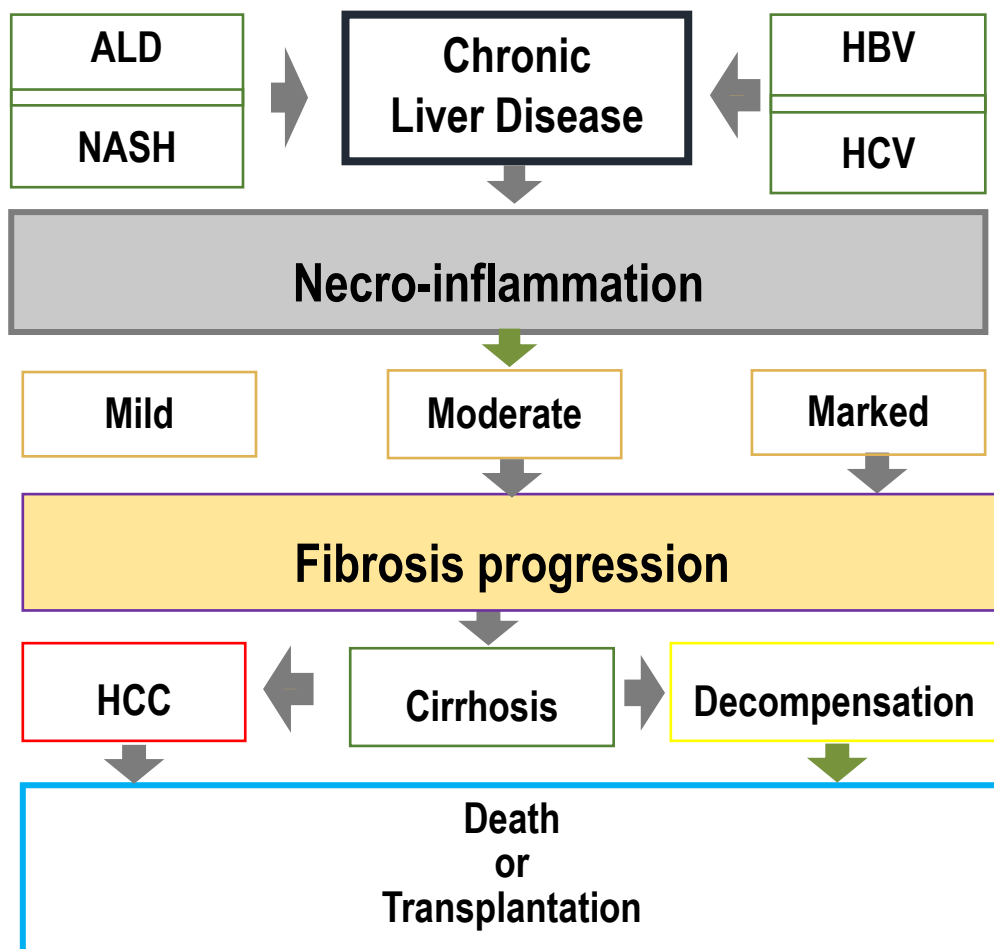 ALD
NASH
Chronic
Liver Disease
HBV
HCV
Necro-inflammation
Mild
Moderate
Marked
Fibrosis progression
HCC
Cirrhosis
Decompensation
Death
or
Transplantation